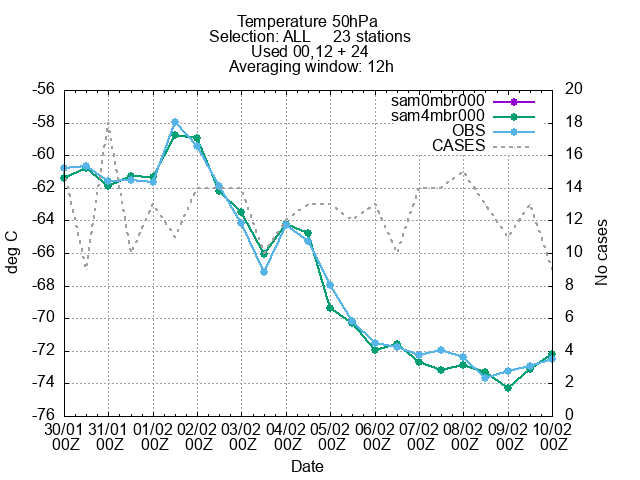 Temperature 50hPa
Selection: ALL 23 stations
Used 00,12 + 24
Averaging window: 12h
-56 20
-58 18
-60 16
-62 14
-64 12
-66 10
-68 8
-70 6
-72 4
-74 2
-76 0
sam0mbr000
sam4mbr000
OBS
CASES
deg C
No cases
30/01 31/01 01/02 02/02 03/02 04/02 05/02 06/02 07/02 08/02 09/02 10/02
00Z 00Z 00Z 00Z 00Z 00Z 00Z 00Z 00Z 00Z 00Z 00Z
Date